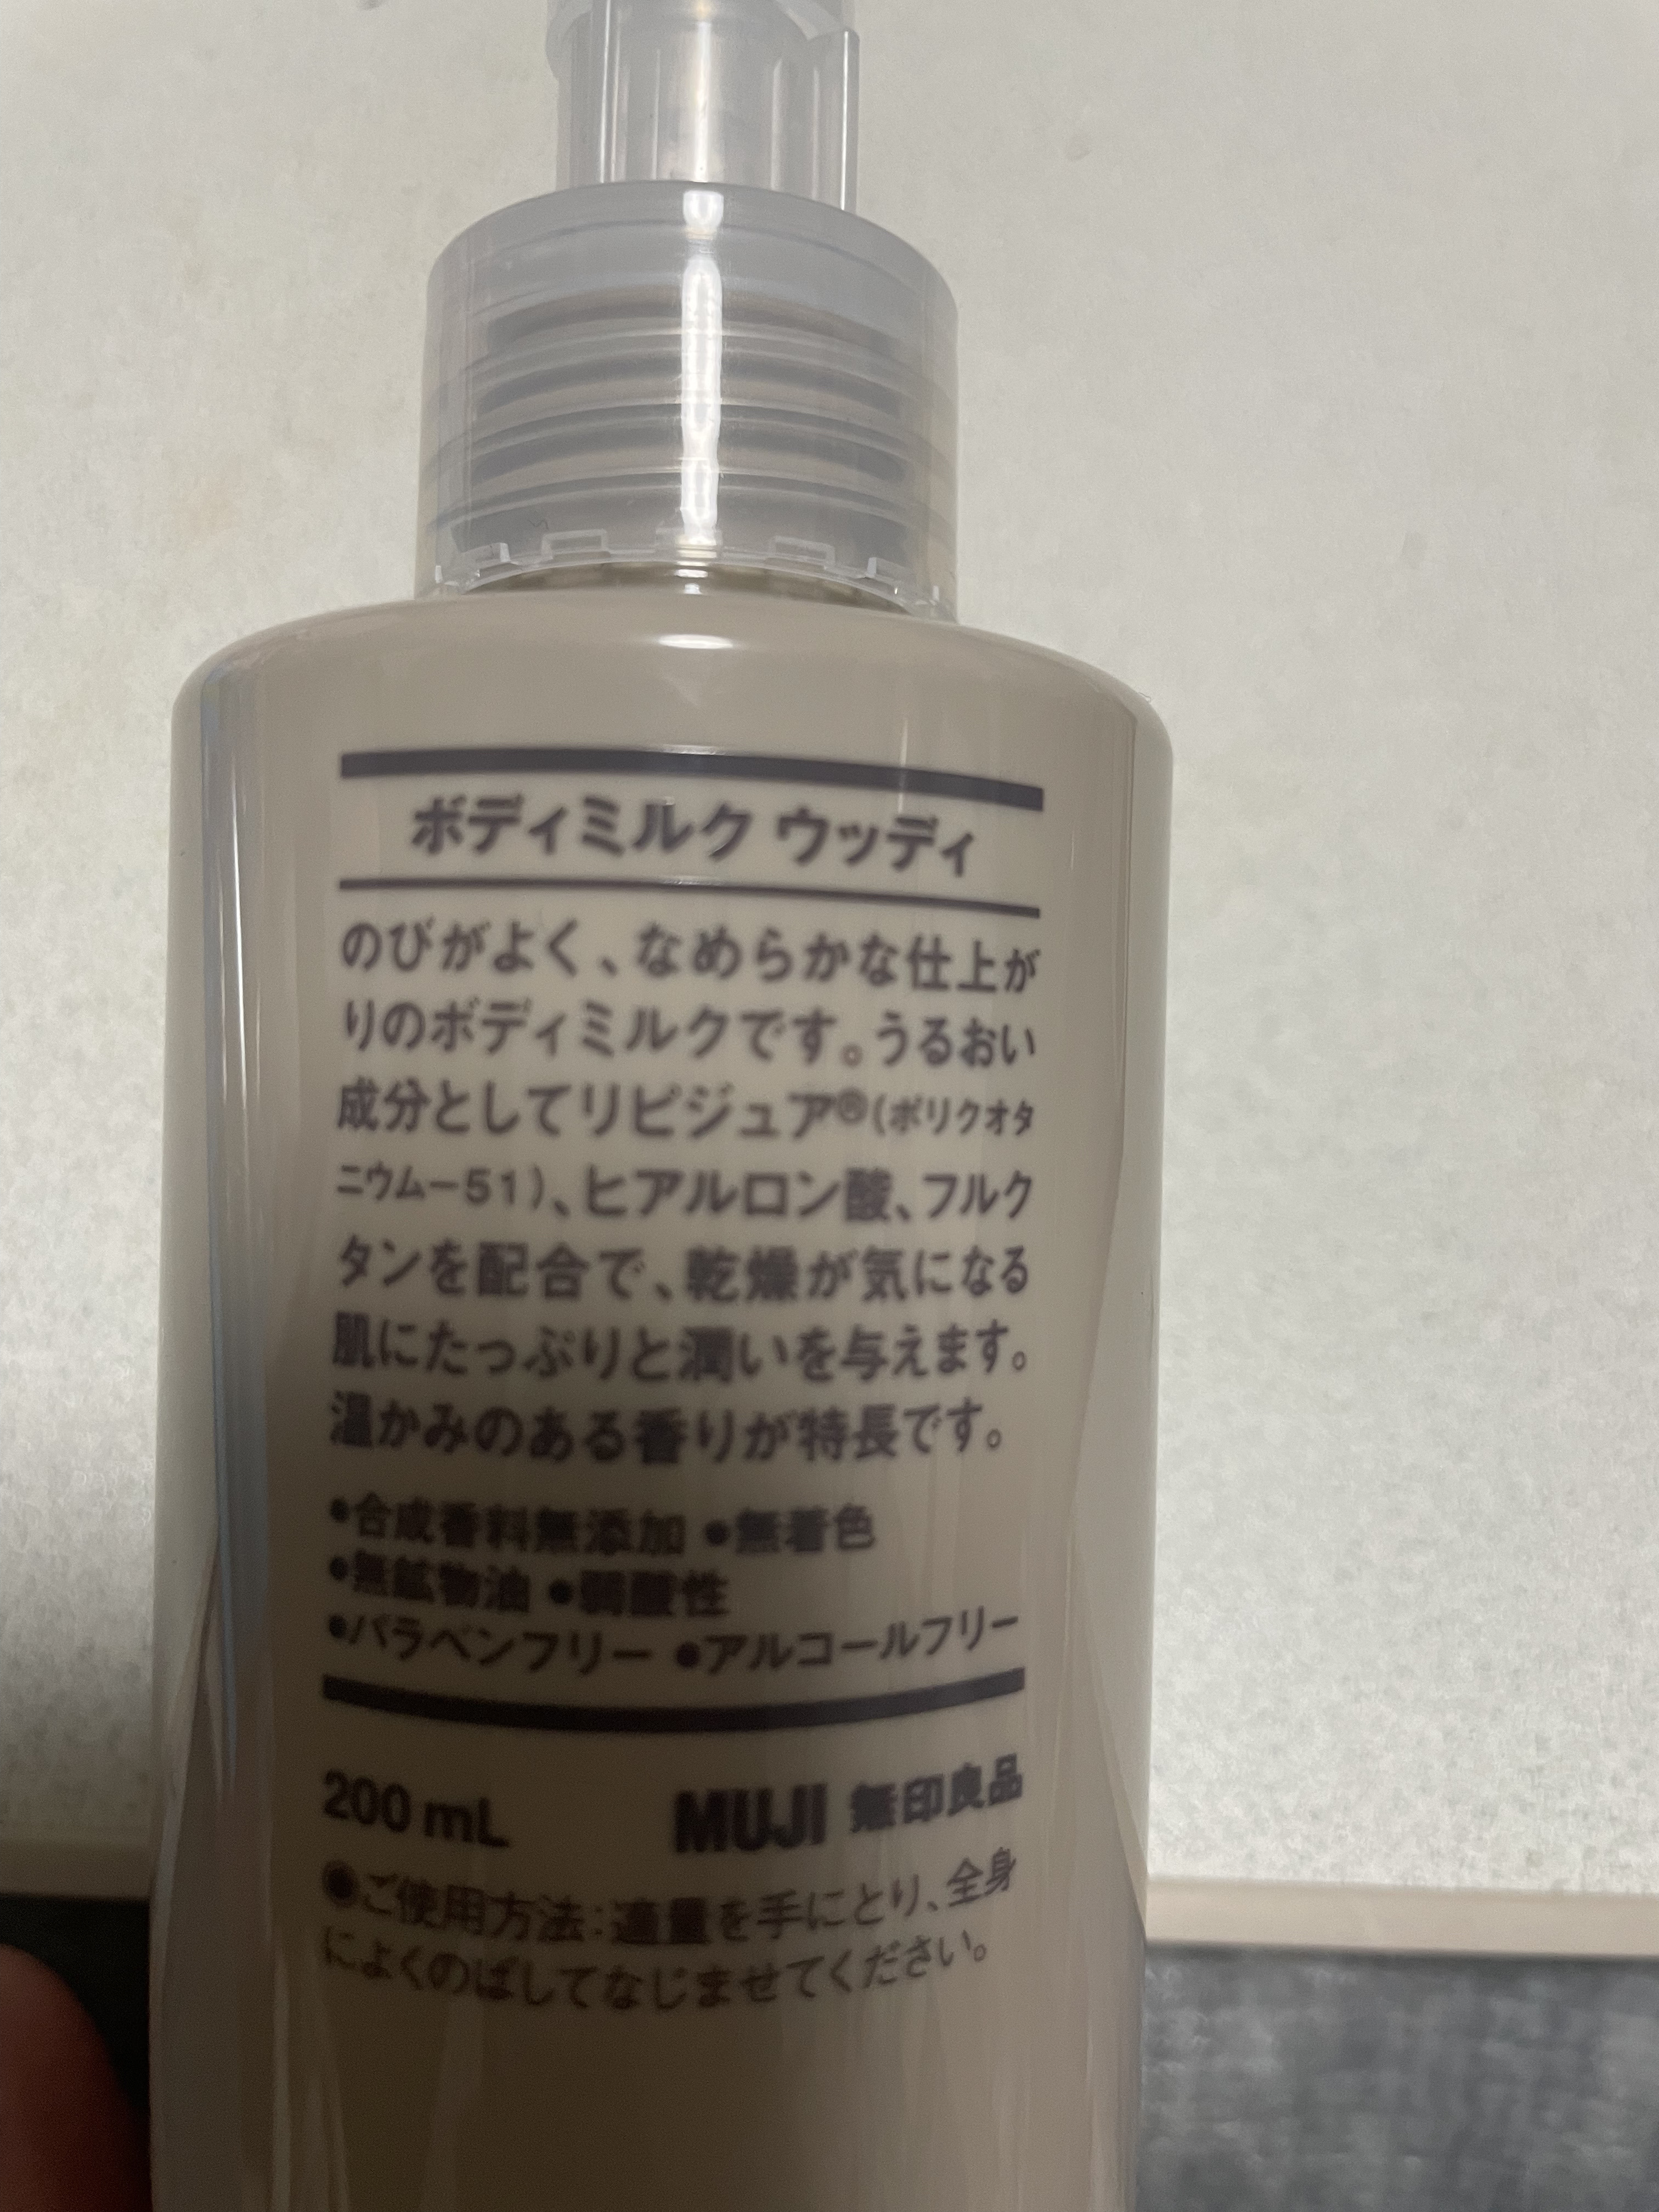 ボディミルク ウッディ
のびがよく、なめらかな仕上が
りのボディミルクです。うるおい
成分としてリピジュア®(ポリクオタ
ニウムー51)、ヒアルロン酸、フルク
タンを配合で、乾燥が気になる
肌にたっぷりと潤いを与えます。
温かみのある香りが特長です。
●合成香料無添加 ●無着色
●無鉱物油 ●弱酸性
●パラベンフリー ●アルコールフリー
200 mL MUJI 無印良品
●ご使用方法：適量を手にとり、全身
によくのばしてなじませてください。